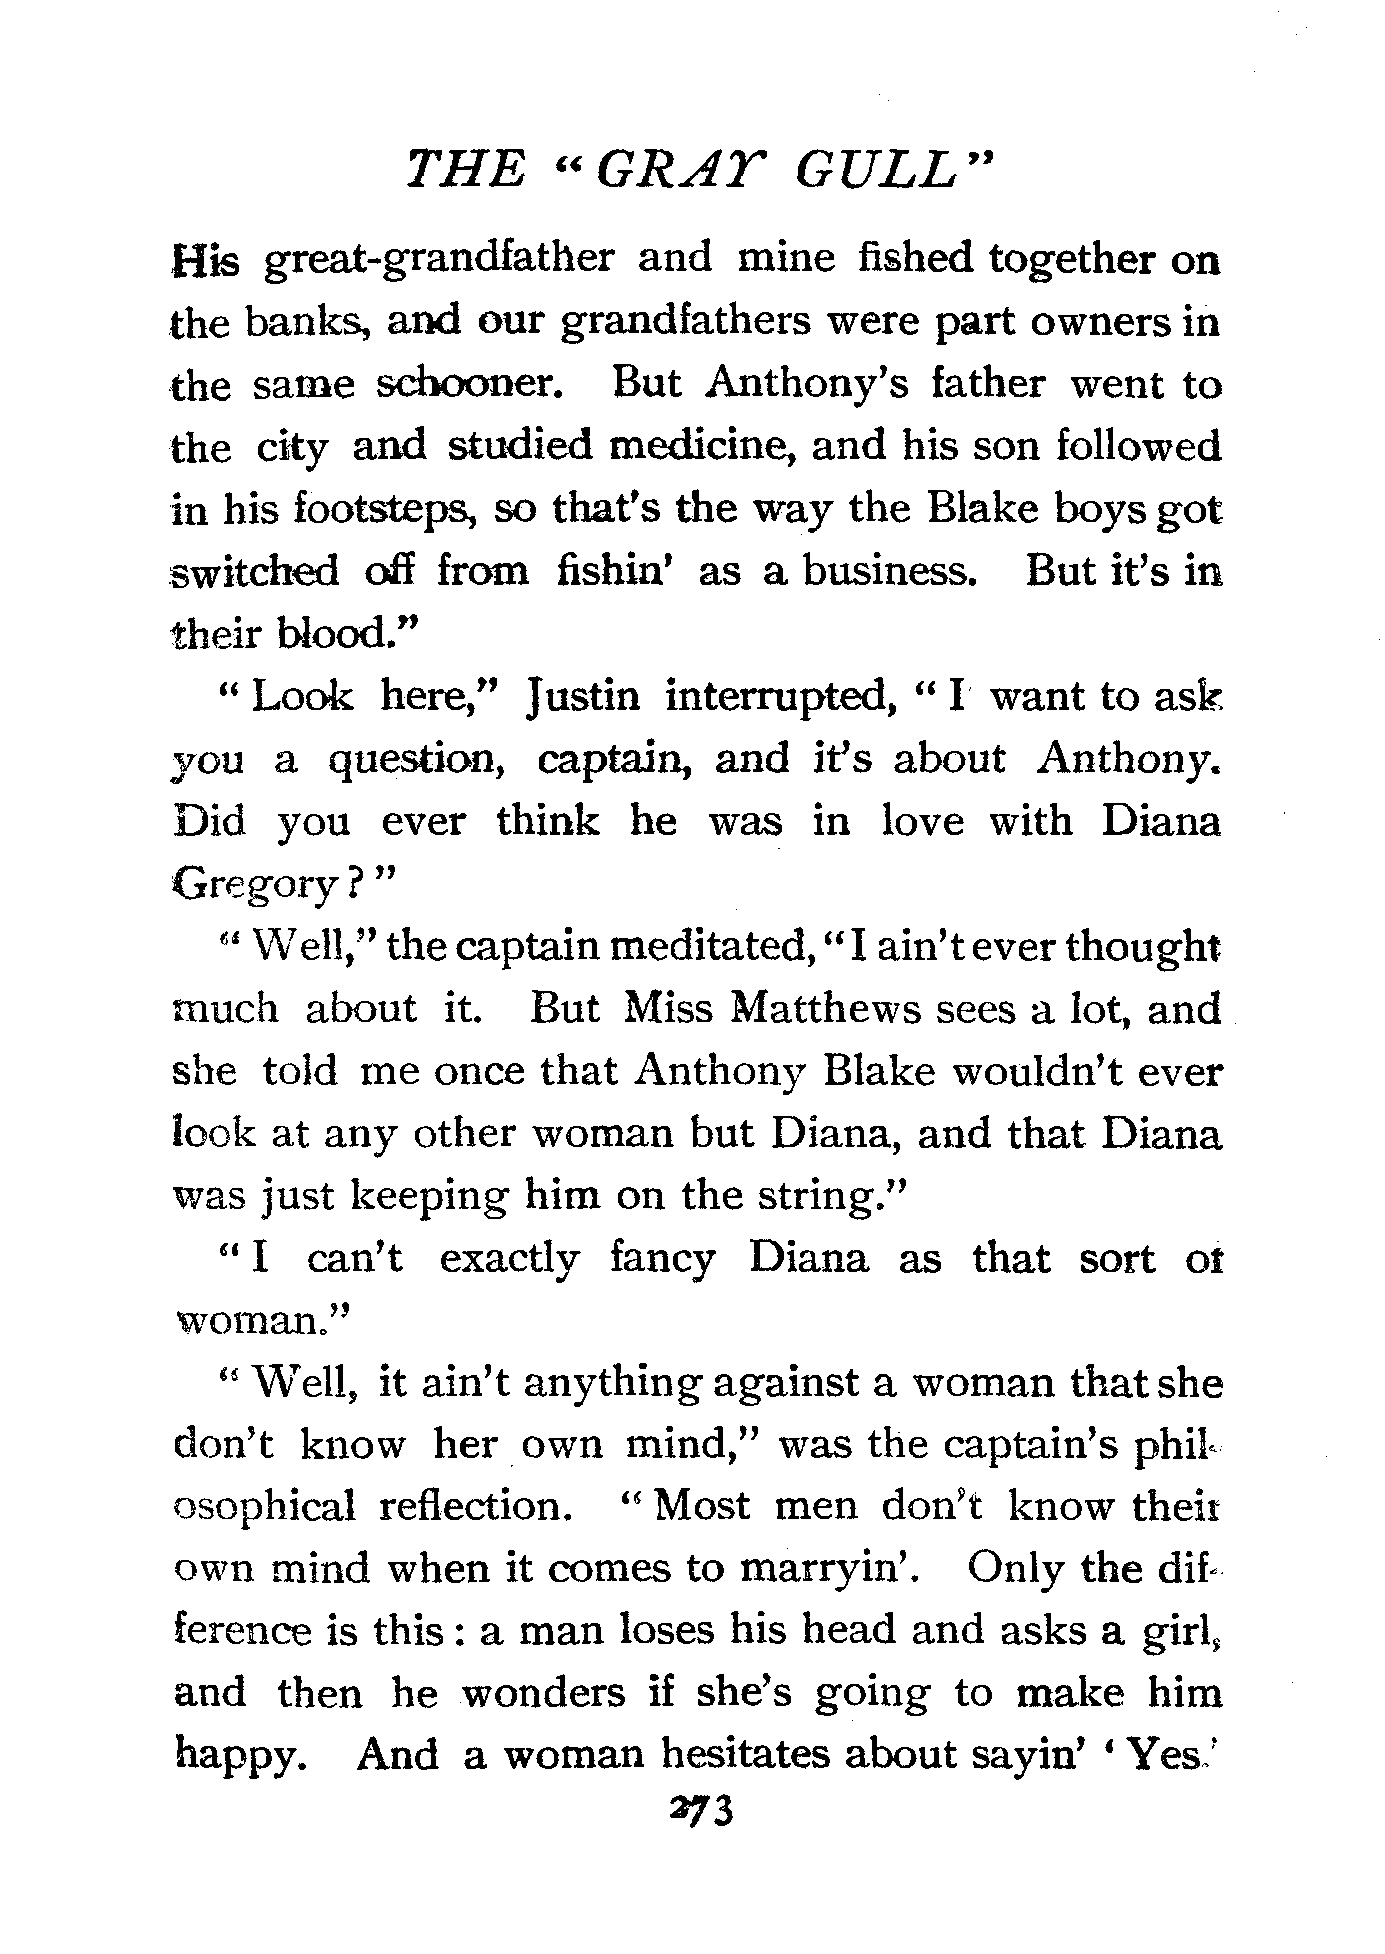 THE "GRAY GULL"
His great-grandfather and mine fished together on
the banks, and our grandfathers were part owners in
the same schooner. But Anthony's father went to
the city and studied medicine, and his son followed
in his footsteps, so that's the way the Blake boys got
switched off from fishin' as a business. But it's in
their blood."
"Look here," Justin interrupted, "I want to ask
you a question, captain, and it's about Anthony.
Did you ever think he was in love with Diana
Gregory?"
"Well," the captain meditated, "I ain't ever thought
much about it. But Miss Matthews sees a lot, and
she told me once that Anthony Blake wouldn't ever
look at any other woman but Diana, and that Diana
was just keeping him on the string."
"I can't exactly fancy Diana as that sort of
woman."
"Well, it ain't anything against a woman that she
don't know her own mind," was the captain's phil-
osophical reflection. "Most men don't know their
own mind when it comes to marryin'. Only the dif-
ference is this: a man loses his head and asks a girl,
and then he wonders if she's going to make him
happy. And a woman hesitates about sayin' 'Yes.'
273